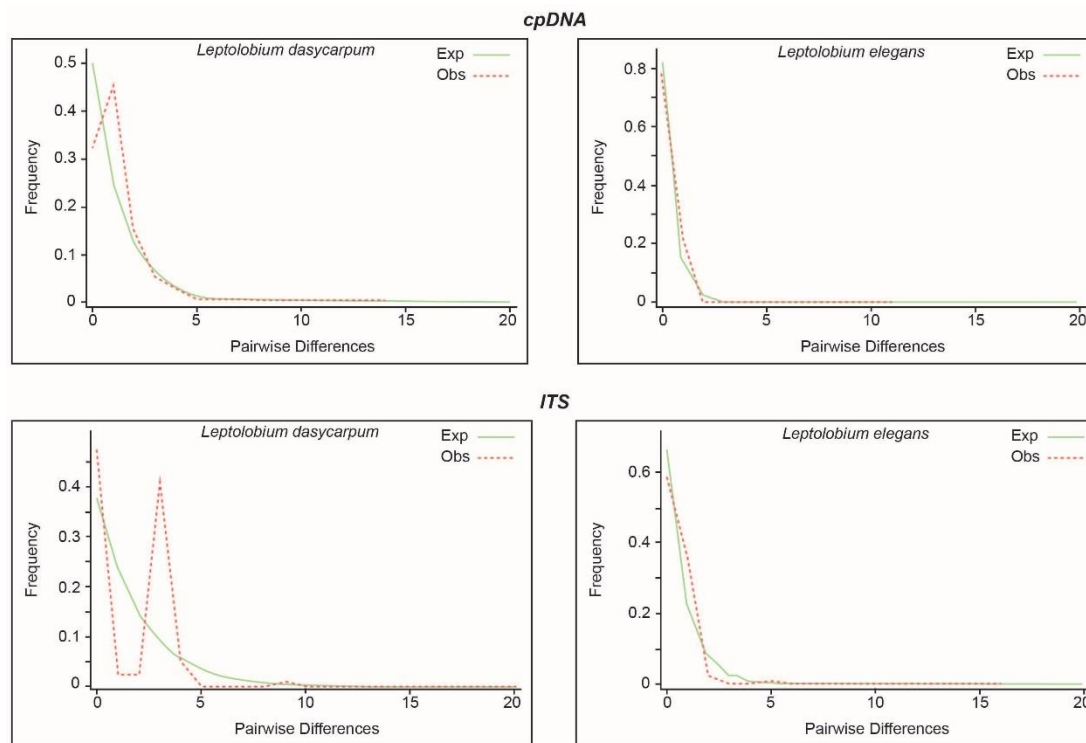 cpDNA
Leptolobium dasycarpum
Exp
Obs
0.5
0.4
0.3
0.2
0.1
0
Frequency
0 5 10 15 20
Pairwise Differences
Leptolobium elegans
Exp
Obs
0.8
0.6
0.4
0.2
0
Frequency
0 5 10 15 20
Pairwise Differences
ITS
Leptolobium dasycarpum
Exp
Obs
0.4
0.3
0.2
0.1
0
Frequency
0 5 10 15 20
Pairwise Differences
Leptolobium elegans
Exp
Obs
0.6
0.4
0.2
0
Frequency
0 5 10 15 20
Pairwise Differences